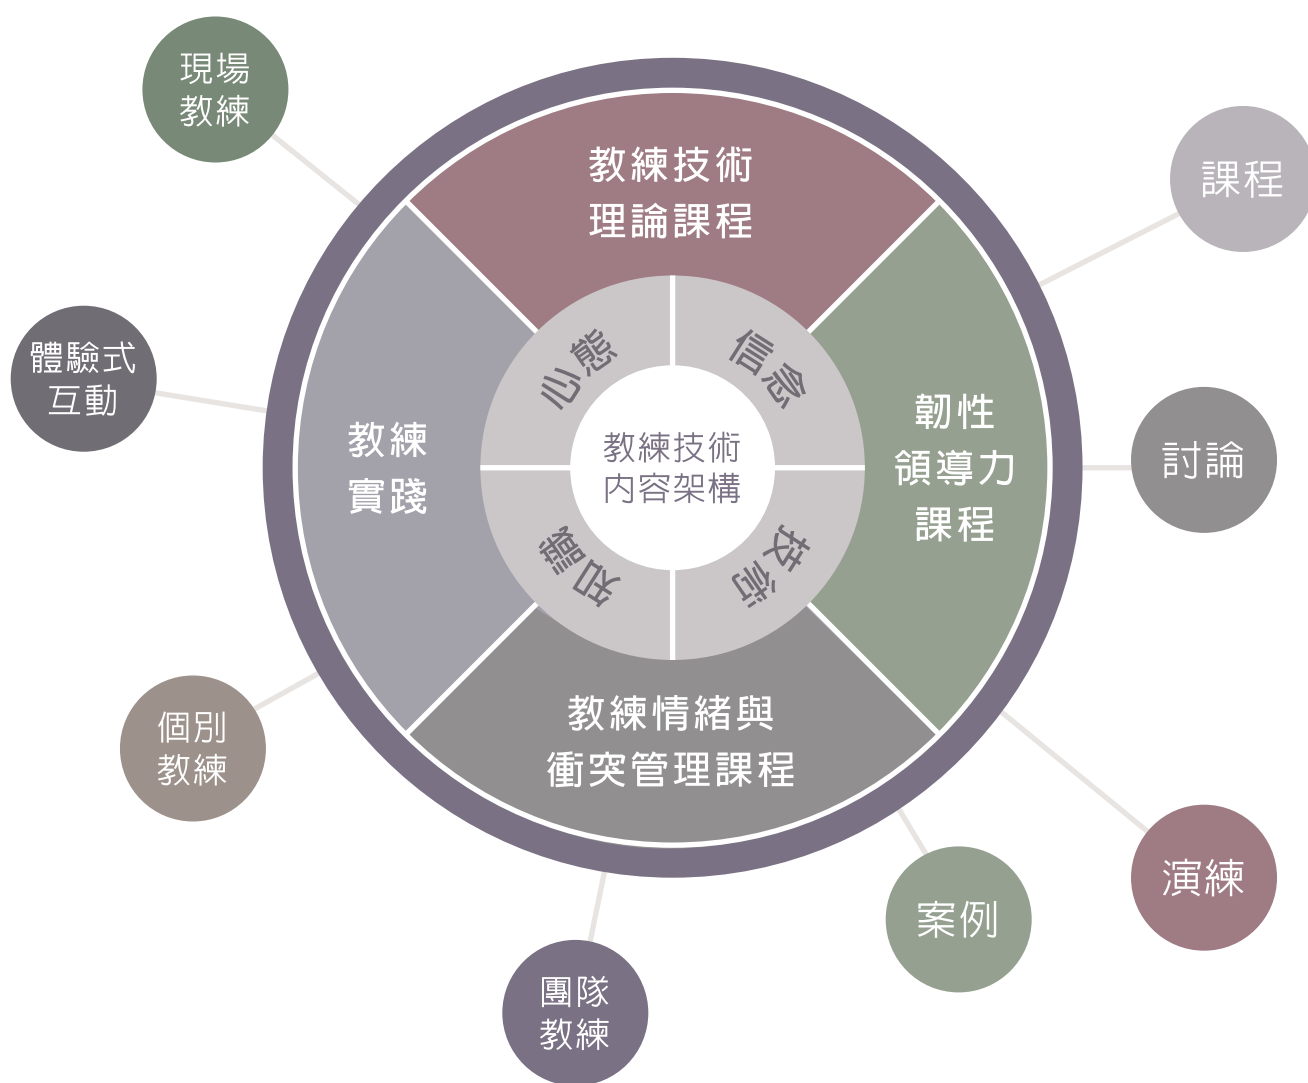 現場
教練
課程
教練技術
理論課程
心態
信念
體驗式
互動
教練
實踐
教練技術
内容架構
韌性
領導力
課程
討論
知識
技術
個別
教練
教練情緒與
衝突管理課程
演練
案例
團隊
教練